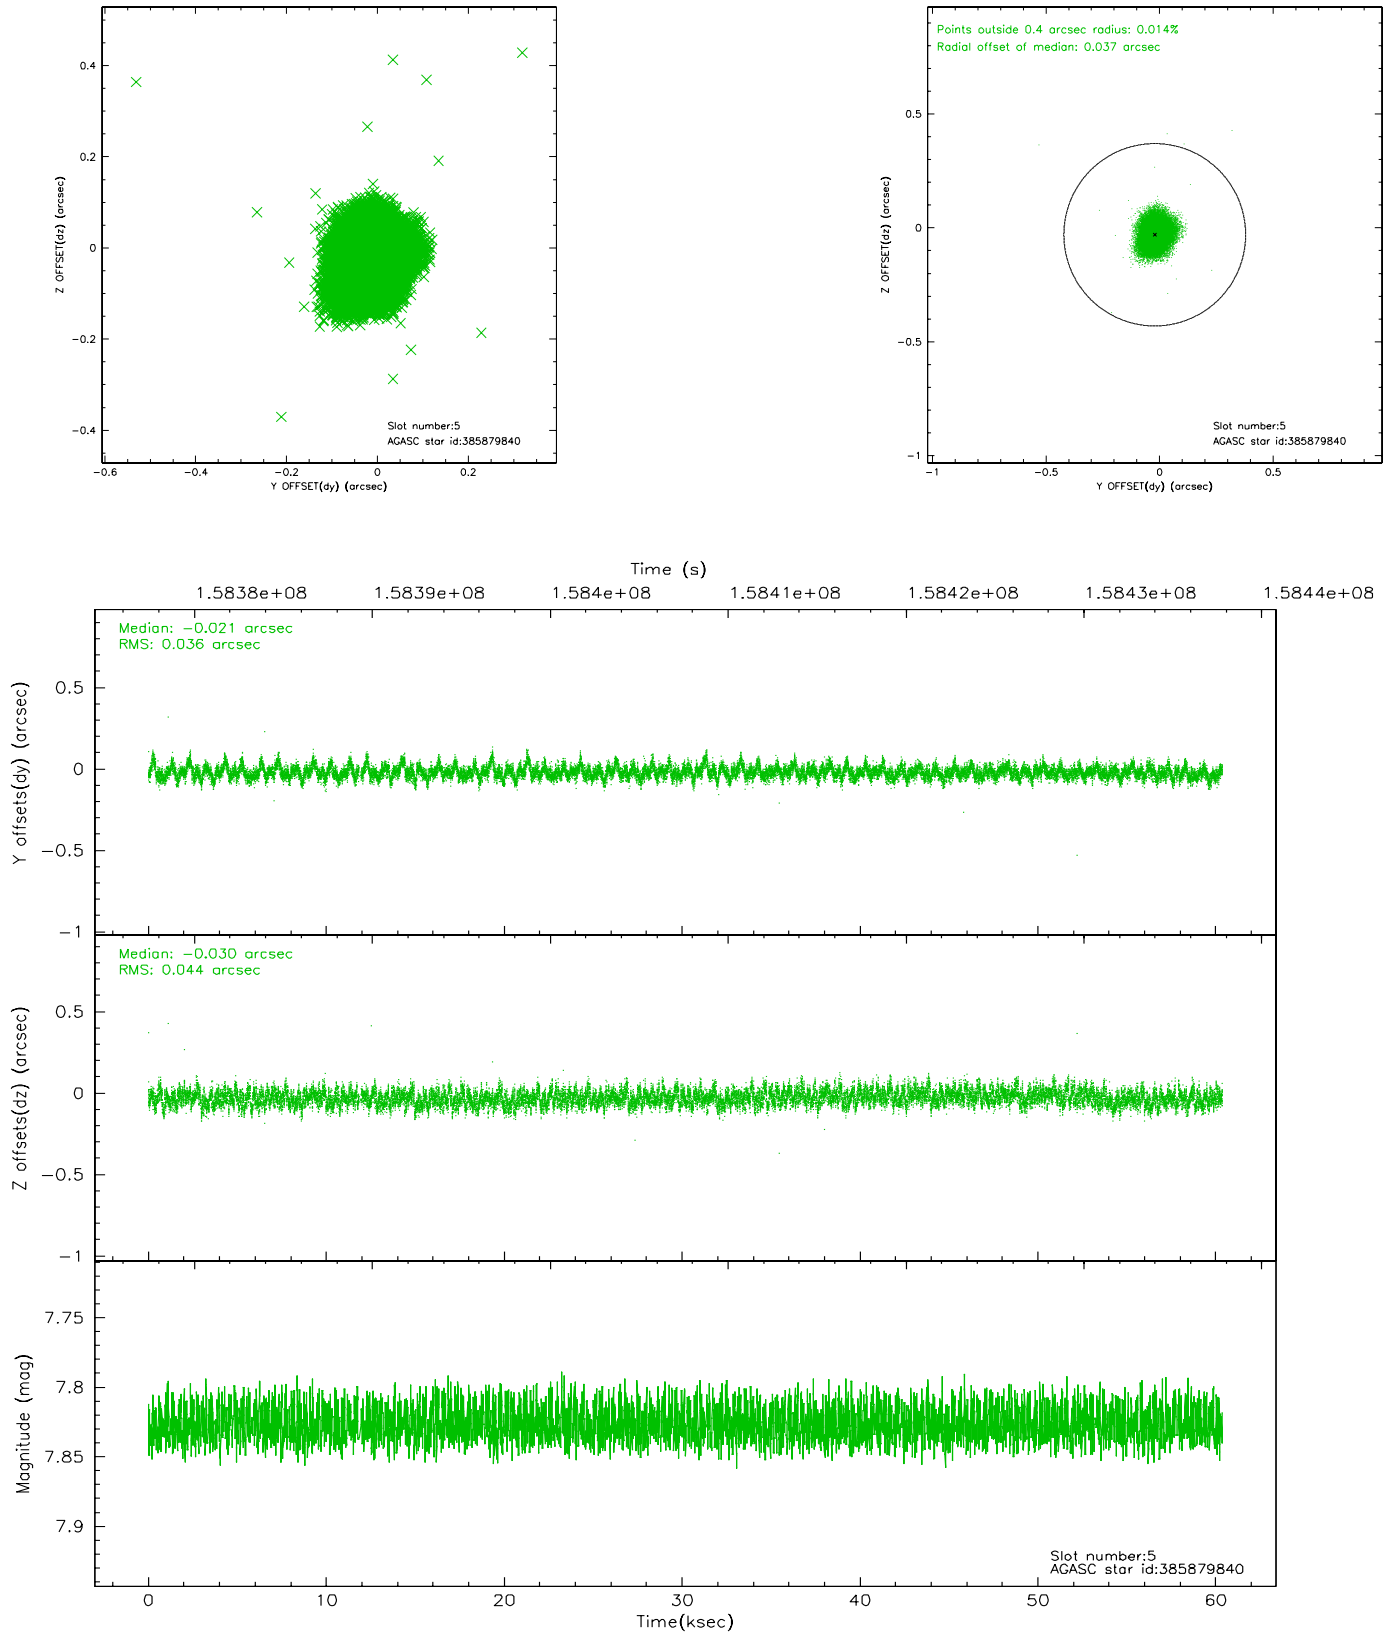 0.4
0.2
0
−0.2
−0.4
Z OFFSET(dz) (arcsec)
Slot number:5
AGASC star id:385879840
−0.6 −0.4 −0.2 0 0.2
Y OFFSET(dy) (arcsec)
Points outside 0.4 arcsec radius: 0.014%
Radial offset of median: 0.037 arcsec
0.5
0
−0.5
−1
Z OFFSET(dz) (arcsec)
Slot number:5
AGASC star id:385879840
−1 −0.5 0 0.5
Y OFFSET(dy) (arcsec)
Time (s)
1.5838e+08 1.5839e+08 1.584e+08 1.5841e+08 1.5842e+08 1.5843e+08 1.5844e+08
Median: −0.021 arcsec
RMS: 0.036 arcsec
0.5
0
−0.5
−1
Y offsets(dy) (arcsec)
Median: −0.030 arcsec
RMS: 0.044 arcsec
0.5
0
−0.5
−1
Z offsets(dz) (arcsec)
7.75
7.8
7.85
7.9
Magnitude (mag)
Slot number:5
AGASC star id:385879840
0 10 20 30 40 50 60
Time(ksec)